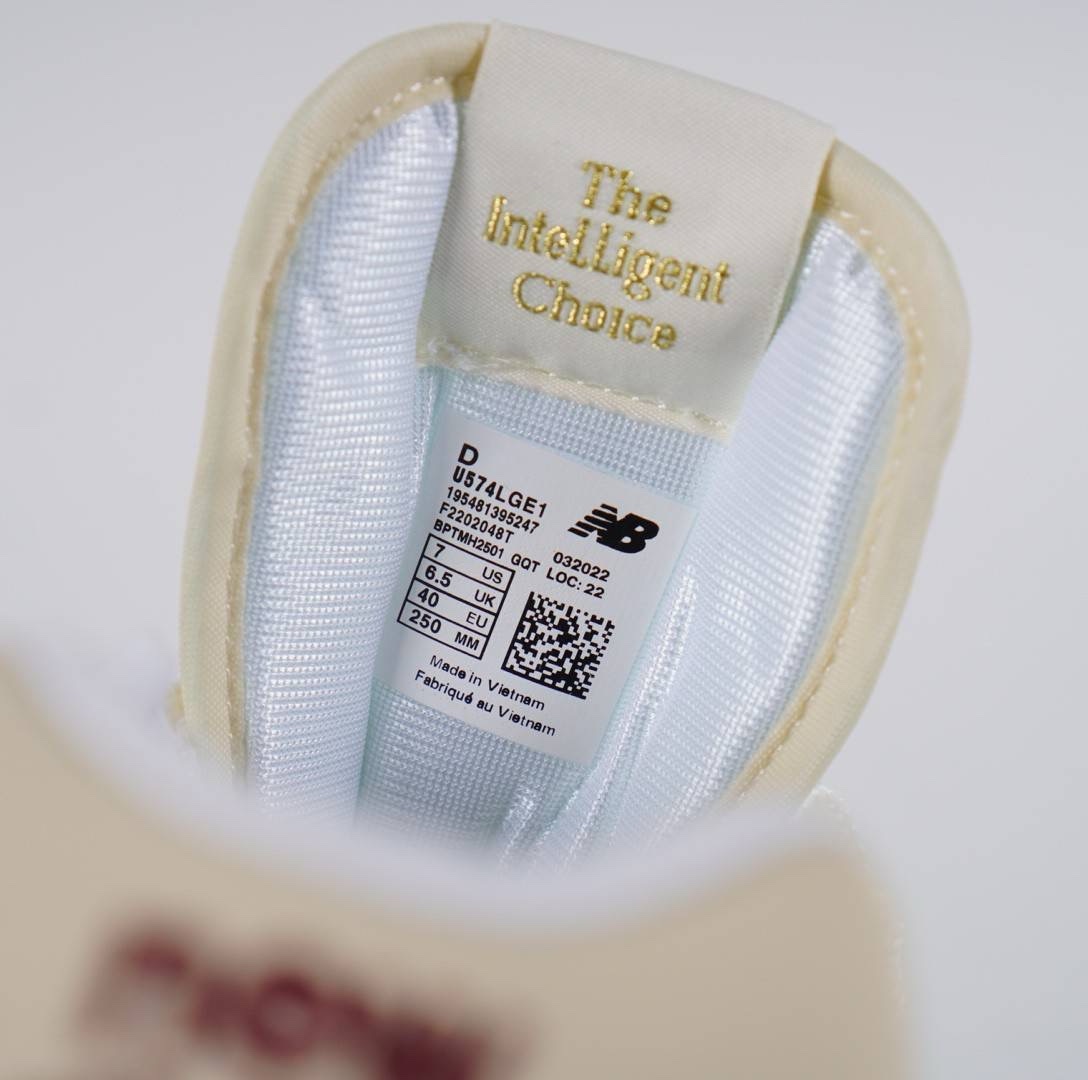 The
Intelligent
Choice
D
U574LGE1
195481395247
F2202048T
BPTMH2501 GQT
NB
032022
LOC: 22
7 US
6.5 UK
40 EU
250 MM
Made in Vietnam
Fabriqué au Vietnam